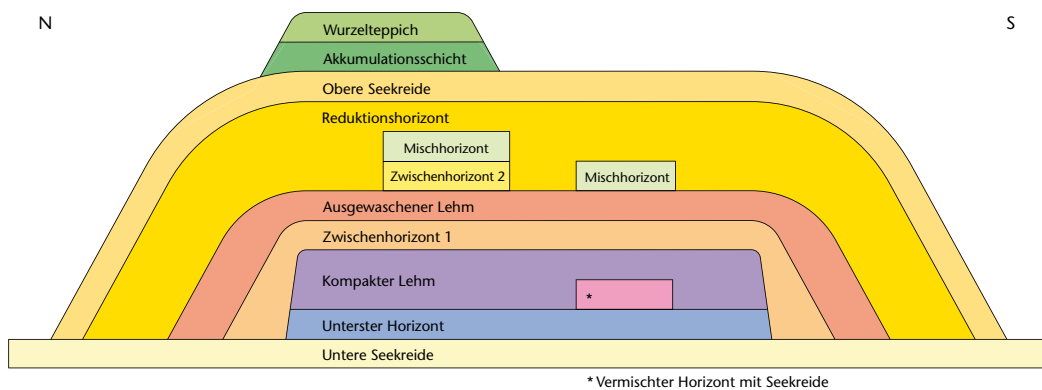 N
S
Wurzelteppich
Akkumulationsschicht
Obere Seekreide
Reduktionshorizont
Mischhorizont
Zwischenhorizont 2
Mischhorizont
Ausgewaschener Lehm
Zwischenhorizont 1
Kompakter Lehm
*
Unterster Horizont
Untere Seekreide
* Vermischter Horizont mit Seekreide